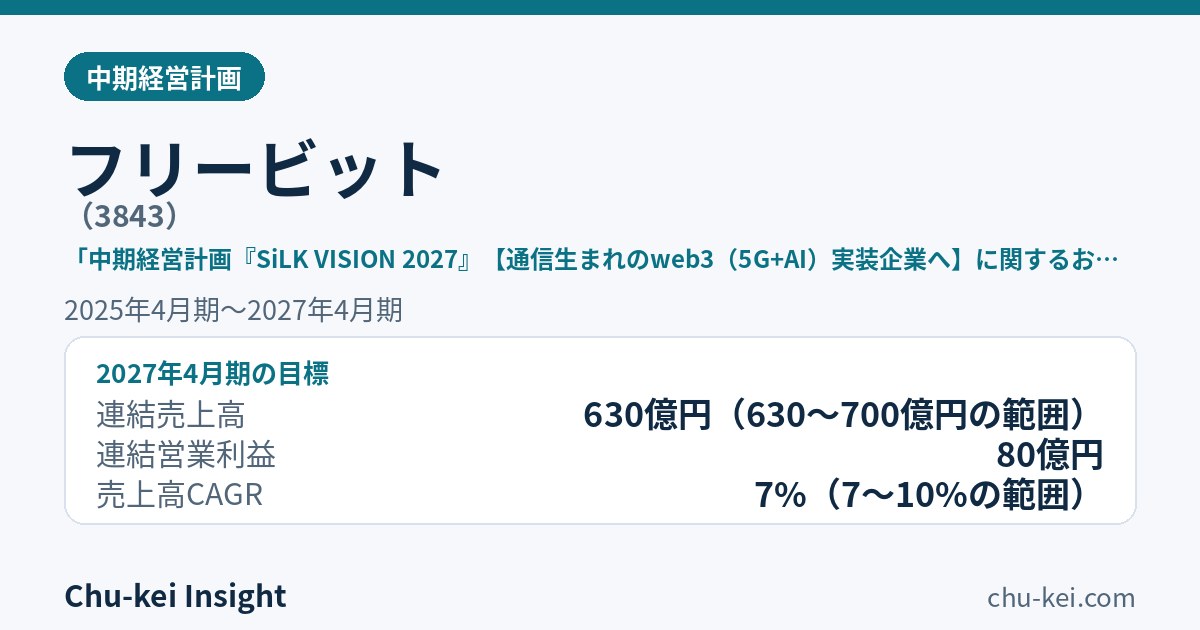 中期経営計画
フリービット
（3843）
「中期経営計画『SiLK VISION 2027』【通信生まれのweb3（5G+AI）実装企業へ】に関するお…
2025年4月期～2027年4月期
2027年4月期の目標
連結売上高 630億円（630～700億円の範囲）
連結営業利益 80億円
売上高CAGR 7%（7～10%の範囲）
Chu-kei Insight
chu-kei.com